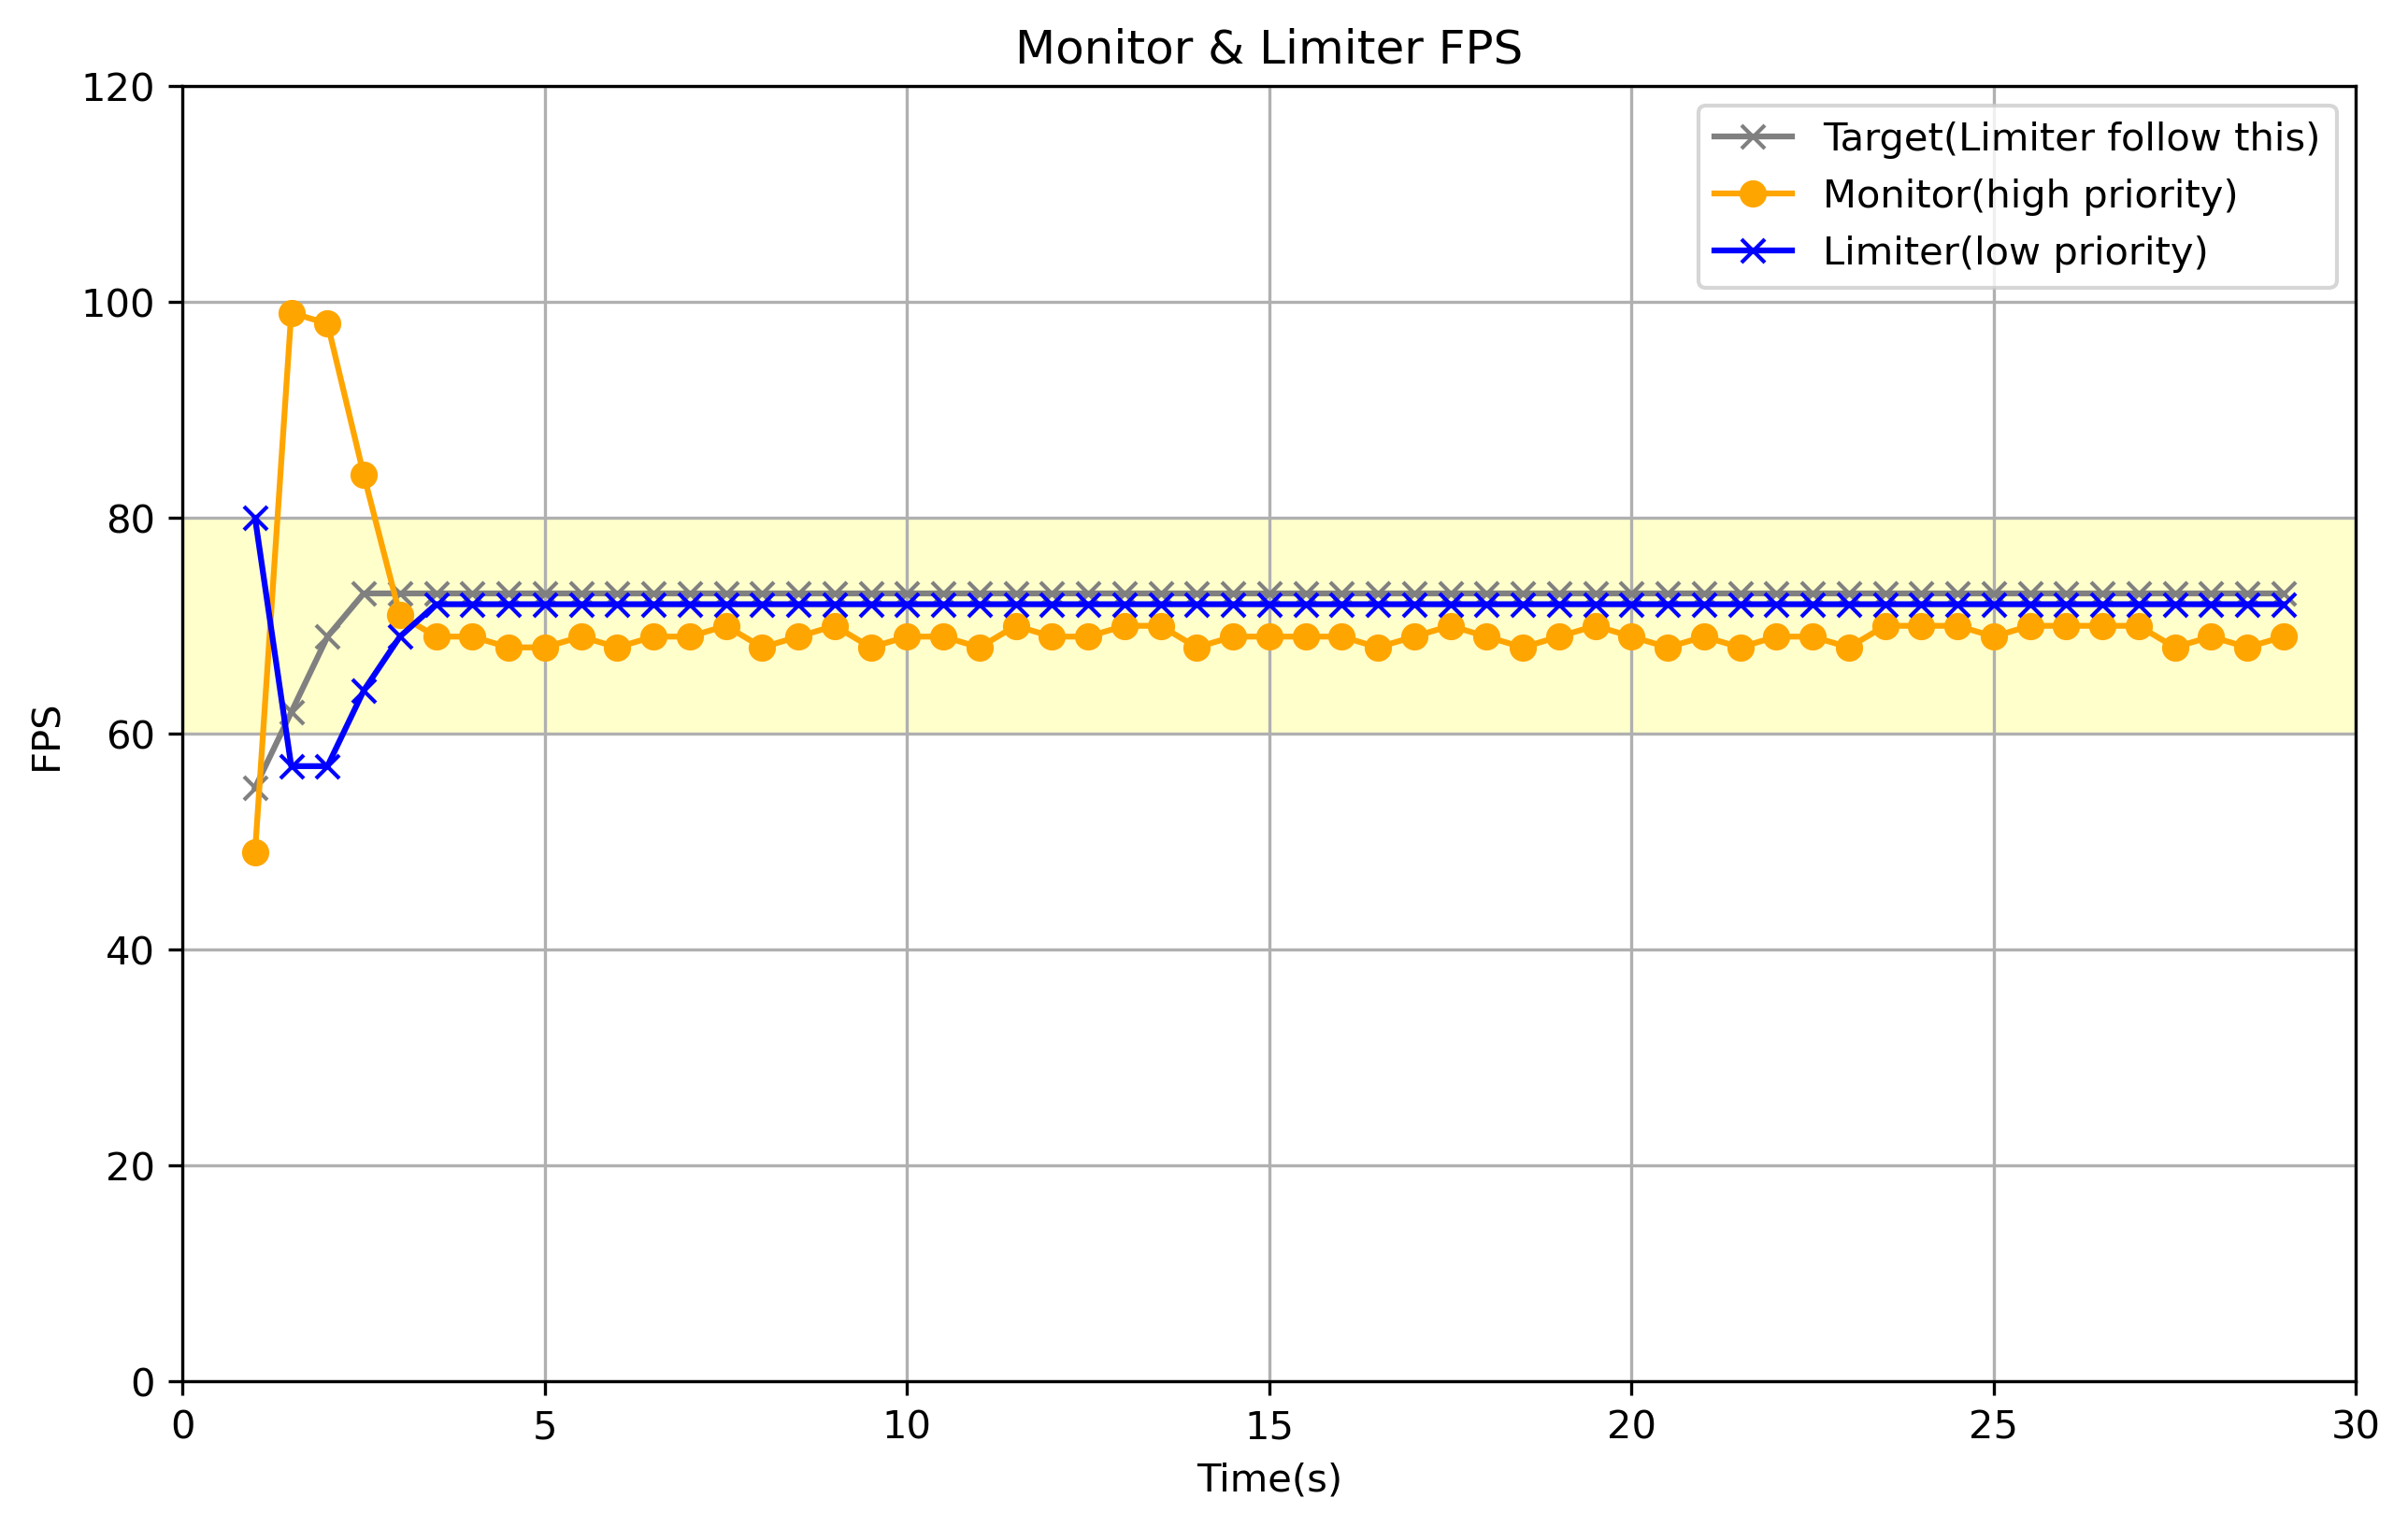 Monitor & Limiter FPS
120
100
80
60
40
20
0
FPS
Target(Limiter follow this)
Monitor(high priority)
Limiter(low priority)
0 5 10 15 20 25 30
Time(s)